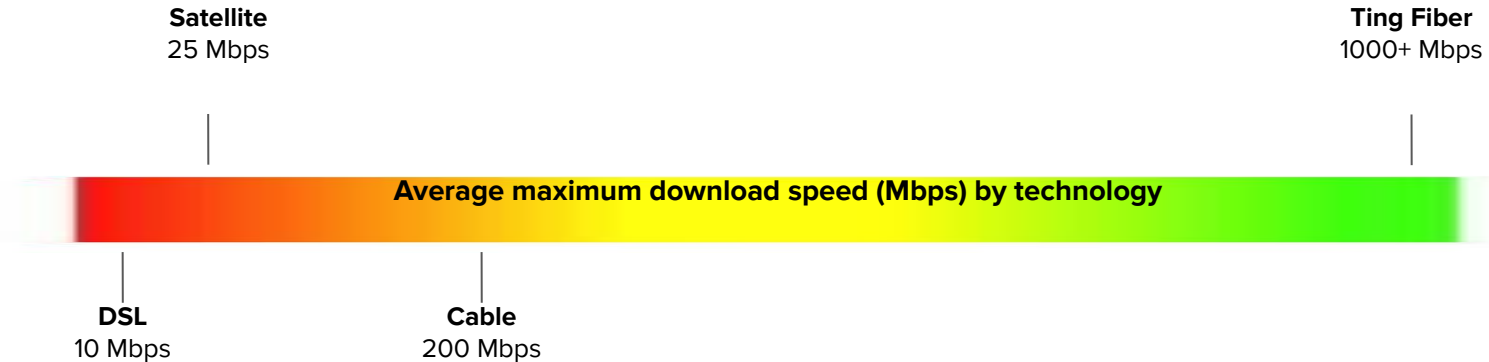 Satellite
25 Mbps
Ting Fiber
1000+ Mbps
Average maximum download speed (Mbps) by technology
DSL
10 Mbps
Cable
200 Mbps